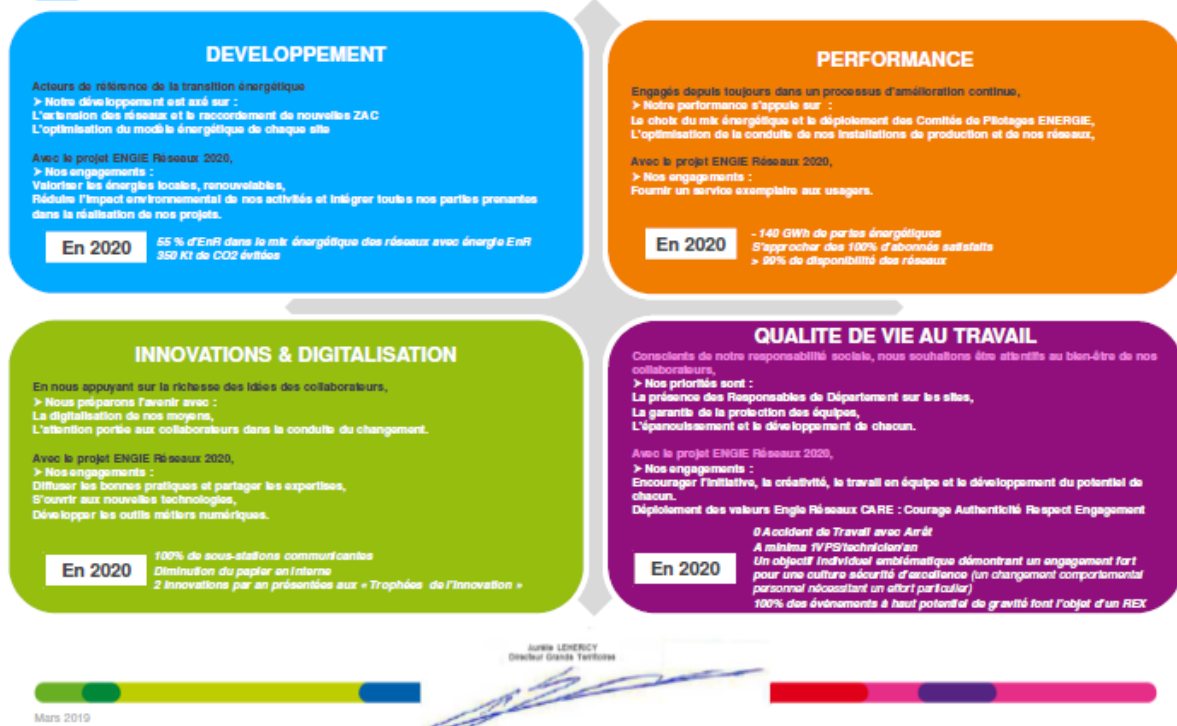 DEVELOPPEMENT
Acteurs de référence de la transition énergétique
➤ Notre développement est axé sur :
L'extension des réseaux et le raccordement de nouvelles ZAC
L'optimisation du modèle énergétique de chaque site
Avec le projet ENGIE Réseaux 2020,
➤ Nos engagements :
Valoriser les énergies locales, renouvelables,
Réduire l'impact environnemental de nos activités et intégrer toutes nos parties prenantes
dans la réalisation de nos projets.
En 2020
55 % d'EnR dans le mix énergétique des réseaux avec énergie EnR
350 Kt de CO2 évitées
PERFORMANCE
Engagés depuis toujours dans un processus d'amélioration continue,
➤ Notre performance s'appuie sur :
Le choix du mix énergétique et le déploiement des Comités de Pilotages ENERGIE,
L'optimisation de la conduite de nos installations de production et de nos réseaux,
Avec le projet ENGIE Réseaux 2020,
➤ Nos engagements :
Fournir un service exemplaire aux usagers.
En 2020
- 140 GWh de pertes énergétiques
S'approcher des 100% d'abonnés satisfaits
> 99% de disponibilité des réseaux
INNOVATIONS & DIGITALISATION
En nous appuyant sur la richesse des idées des collaborateurs,
➤ Nous préparons l'avenir avec :
La digitalisation de nos moyens,
L'attention portée aux collaborateurs dans la conduite du changement.
Avec le projet ENGIE Réseaux 2020,
➤ Nos engagements :
Diffuser les bonnes pratiques et partager les expertises,
S'ouvrir aux nouvelles technologies,
Développer les outils métiers numériques.
En 2020
100% de sous-stations communicantes
Diminution du papier en interne
2 innovations par an présentées aux « Trophées de l'innovation »
QUALITE DE VIE AU TRAVAIL
Conscients de notre responsabilité sociale, nous souhaitons être attentifs au bien-être de nos
collaborateurs,
➤ Nos priorités sont :
La présence des Responsables de Département sur les sites,
La garantie de la protection des équipes,
L'épanouissement et le développement de chacun.
Avec le projet ENGIE Réseaux 2020,
➤ Nos engagements :
Encourager l'initiative, la créativité, le travail en équipe et le développement du potentiel de
chacun.
Déploiement des valeurs Engie Réseaux CARE : Courage Authenticité Respect Engagement
En 2020
0 Accident de Travail avec Arrêt
A minima 1VPS/technicien/an
Un objectif individuel emblématique démontrant un engagement fort
pour une culture sécurité d'excellence (un changement comportemental
personnel nécessitant un effort particulier)
100% des évènements à haut potentiel de gravité font l'objet d'un REX
Aurèle LEHERICY
Directeur Grands Territoires
Mars 2019